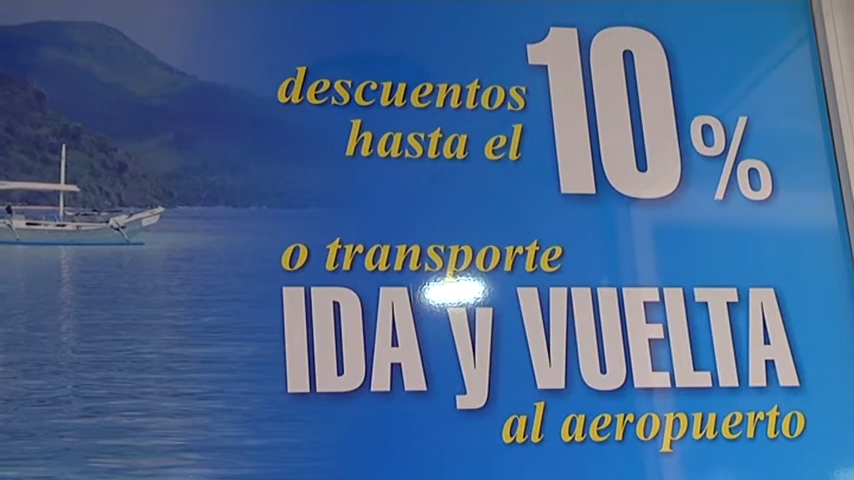 descuentos
hasta el
10%
o transporte
IDA y VUELTA
al aeropuerto